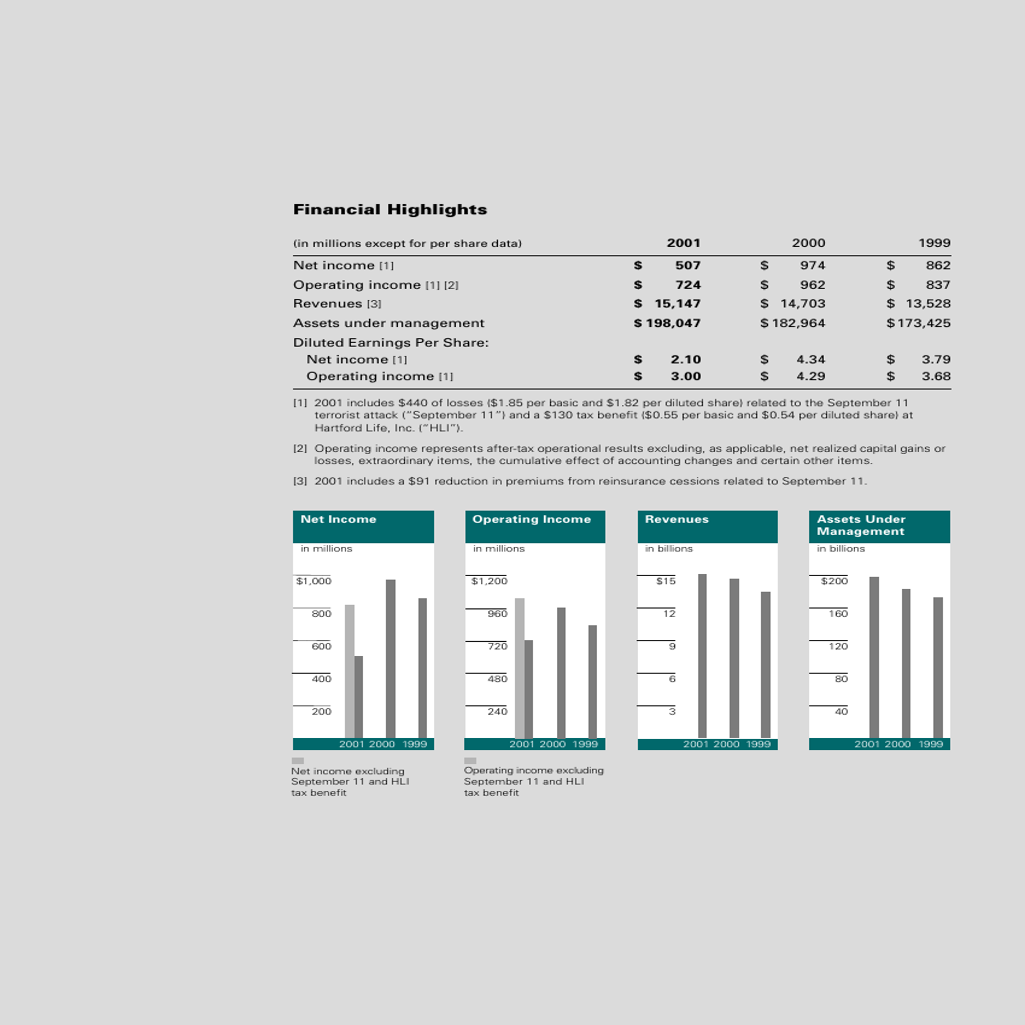 Financial Highlights
(in millions except for per share data) 2001 2000 1999
Net income [1] $ 507 $ 974 $ 862
Operating income [1] [2] $ 724 $ 962 $ 837
Revenues [3] $ 15,147 $ 14,703 $ 13,528
Assets under management $ 198,047 $ 182,964 $ 173,425
Diluted Earnings Per Share:
Net income [1] $ 2.10 $ 4.34 $ 3.79
Operating income [1] $ 3.00 $ 4.29 $ 3.68
[1] 2001 includes $440 of losses ($1.85 per basic and $1.82 per diluted share) related to the September 11
terrorist attack (“September 11”) and a $130 tax benefit ($0.55 per basic and $0.54 per diluted share) at
Hartford Life, Inc. (“HLI”).
[2] Operating income represents after-tax operational results excluding, as applicable, net realized capital gains or
losses, extraordinary items, the cumulative effect of accounting changes and certain other items.
[3] 2001 includes a $91 reduction in premiums from reinsurance cessions related to September 11.
Net Income
in millions
$1,000
800
600
400
200
2001 2000 1999
Net income excluding
September 11 and HLI
tax benefit
Operating Income
in millions
$1,200
960
720
480
240
2001 2000 1999
Operating income excluding
September 11 and HLI
tax benefit
Revenues
in billions
$15
12
9
6
3
2001 2000 1999
Assets Under
Management
in billions
$200
160
120
80
40
2001 2000 1999